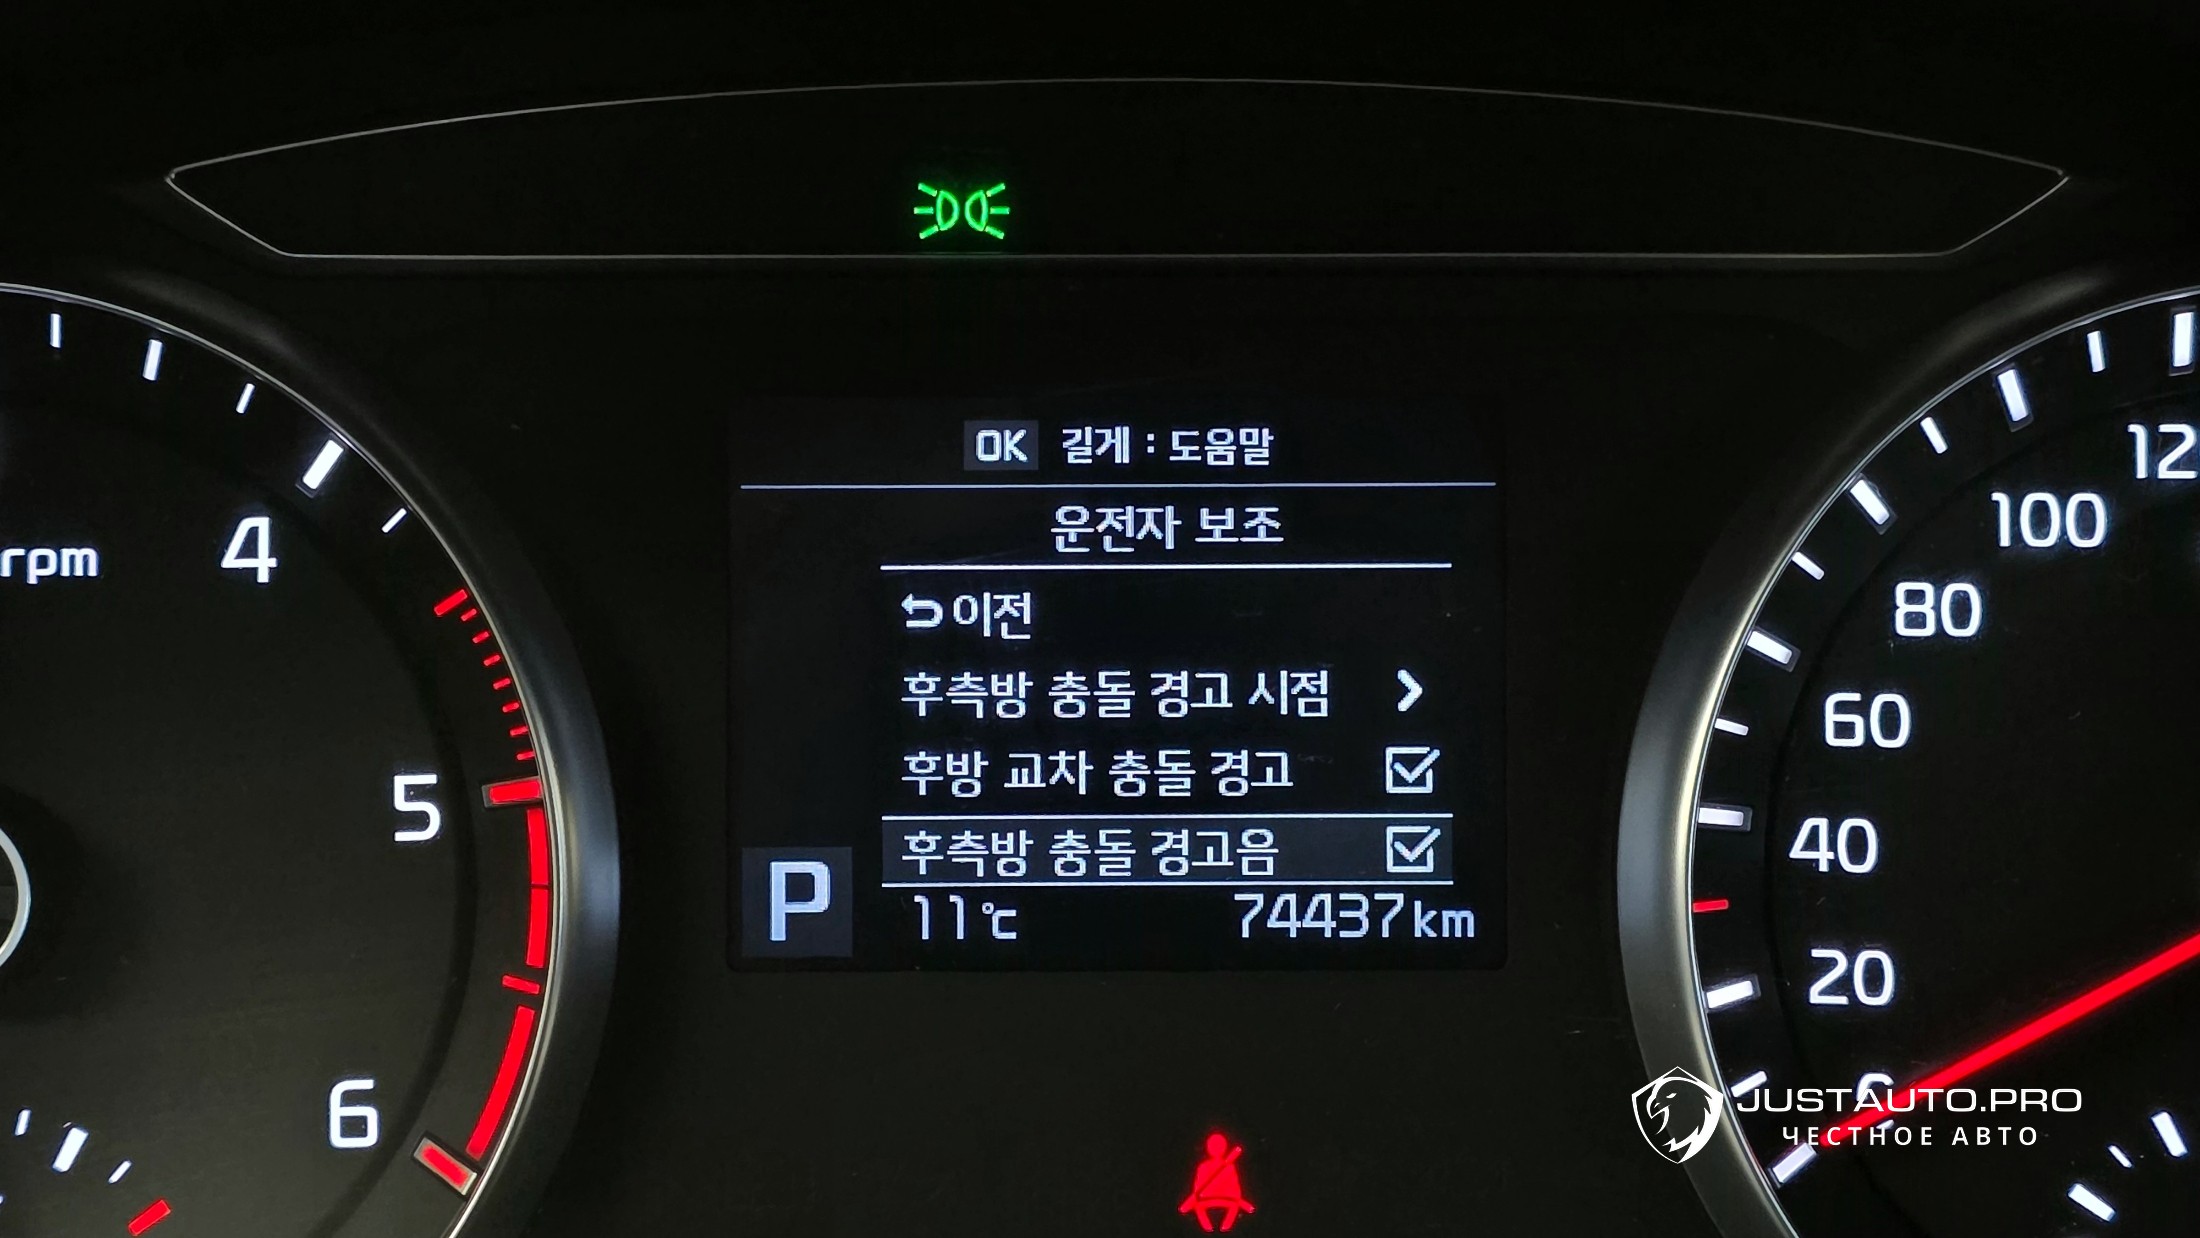 OK 길게 : 도움말
운전자 보조
이전
후측방 충돌 경고 시점
후방 교차 충돌 경고
후측방 충돌 경고음
P
11℃ 74437km
rpm
4
5
6
12
100
80
60
40
20
JUSTAUTO.PRO
ЧЕСТНОЕ АВТО